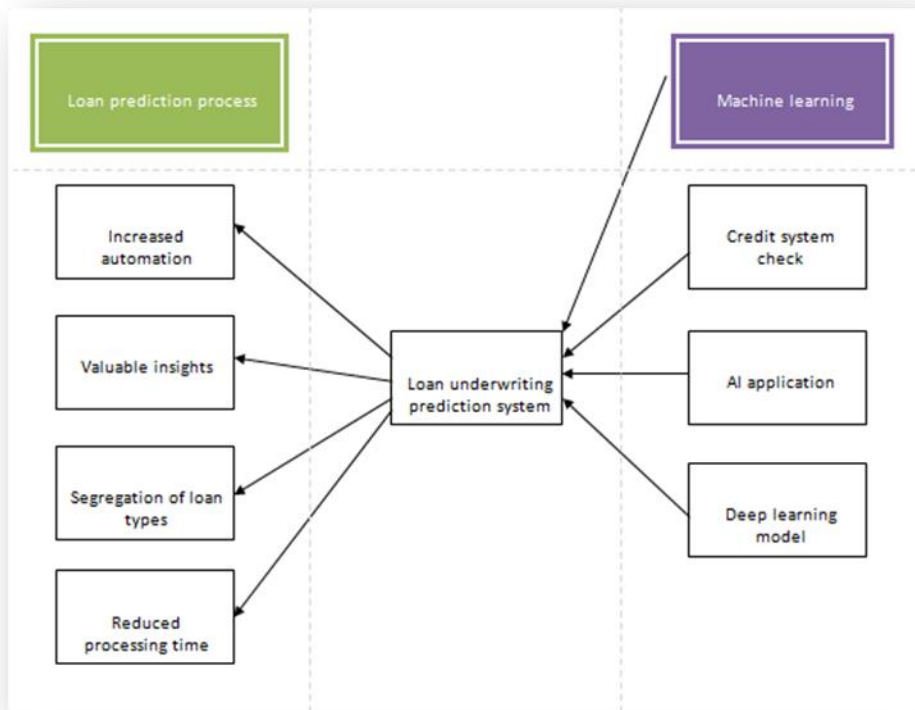 Loan prediction process
Machine learning
Increased
automation
Valuable insights
Segregation of loan
types
Reduced
processing time
Loan underwriting
prediction system
Credit system
check
AI application
Deep learning
model